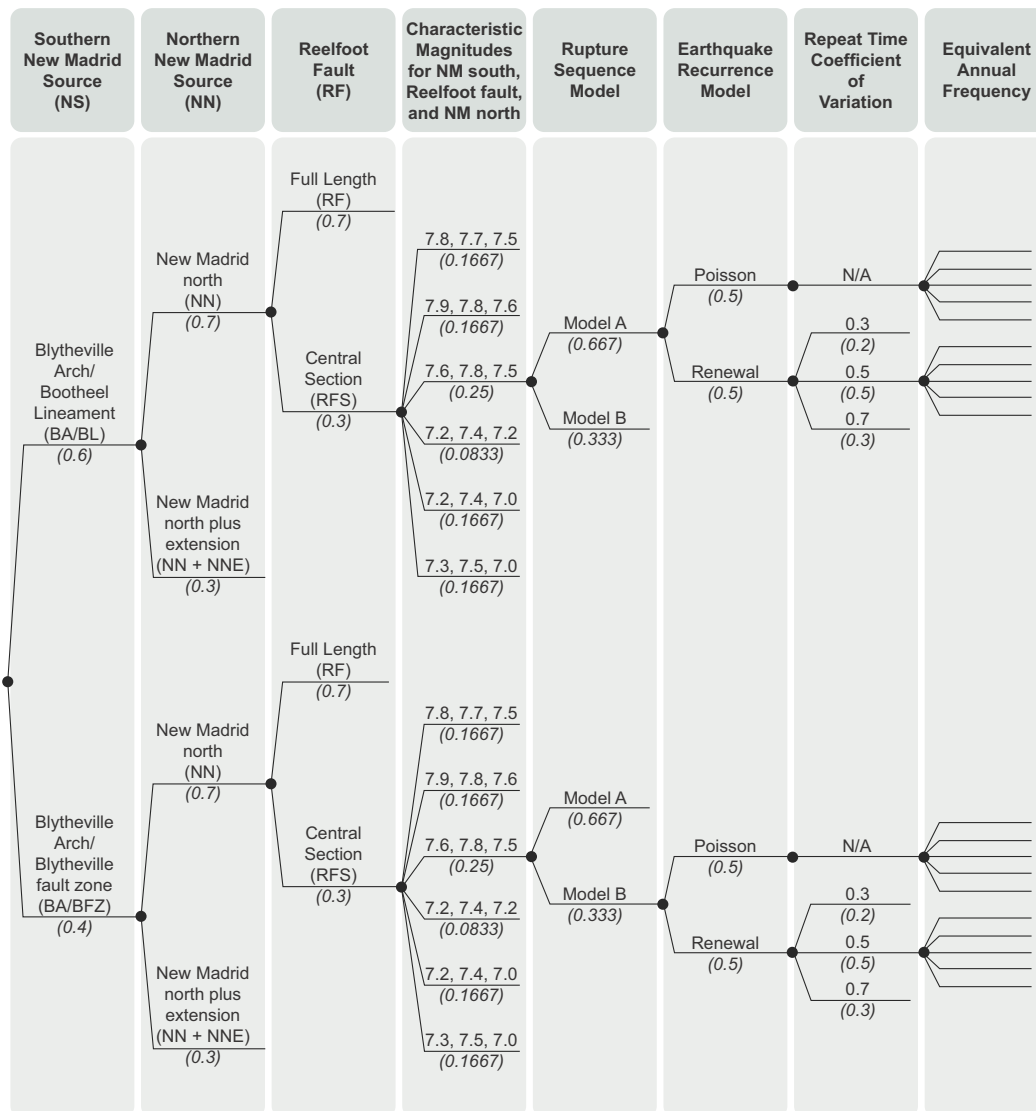 Southern
New Madrid
Source
(NS)
Northern
New Madrid
Source
(NN)
Reelfoot
Fault
(RF)
Characteristic
Magnitudes
for NM south,
Reelfoot fault,
and NM north
Rupture
Sequence
Model
Earthquake
Recurrence
Model
Repeat Time
Coefficient
of
Variation
Equivalent
Annual
Frequency
Blytheville
Arch/
Bootheel
Lineament
(BA/BL)
(0.6)
New Madrid
north
(NN)
(0.7)
New Madrid
north plus
extension
(NN + NNE)
(0.3)
Full Length
(RF)
(0.7)
Central
Section
(RFS)
(0.3)
7.8, 7.7, 7.5
(0.1667)
7.9, 7.8, 7.6
(0.1667)
7.6, 7.8, 7.5
(0.25)
7.2, 7.4, 7.2
(0.0833)
7.2, 7.4, 7.0
(0.1667)
7.3, 7.5, 7.0
(0.1667)
Model A
(0.667)
Model B
(0.333)
Poisson
(0.5)
Renewal
(0.5)
N/A
0.3
(0.2)
0.5
(0.5)
0.7
(0.3)
Blytheville
Arch/
Blytheville
fault zone
(BA/BFZ)
(0.4)
New Madrid
north
(NN)
(0.7)
New Madrid
north plus
extension
(NN + NNE)
(0.3)
Full Length
(RF)
(0.7)
Central
Section
(RFS)
(0.3)
7.8, 7.7, 7.5
(0.1667)
7.9, 7.8, 7.6
(0.1667)
7.6, 7.8, 7.5
(0.25)
7.2, 7.4, 7.2
(0.0833)
7.2, 7.4, 7.0
(0.1667)
7.3, 7.5, 7.0
(0.1667)
Model A
(0.667)
Model B
(0.333)
Poisson
(0.5)
Renewal
(0.5)
N/A
0.3
(0.2)
0.5
(0.5)
0.7
(0.3)